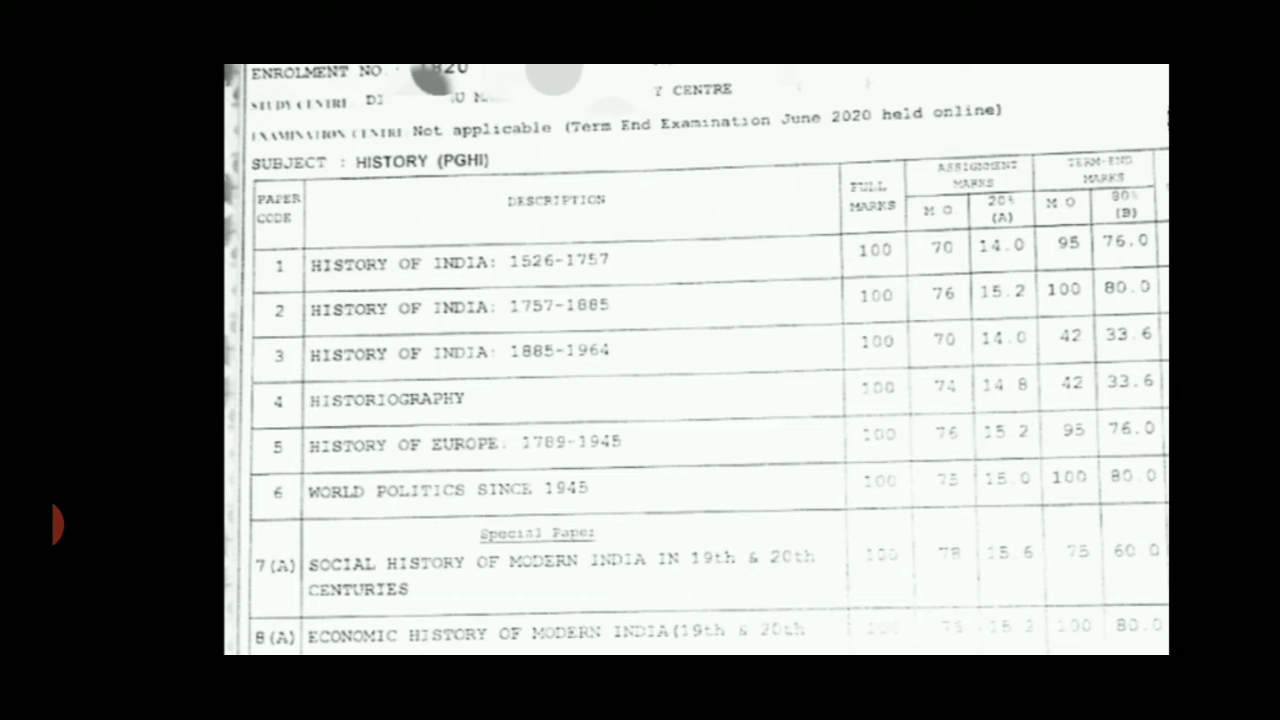 ENROLMENT NO. 1820
STUDY CENTRE DI U M Y CENTRE
EXAMINATION CENTRE Not applicable (Term End Examination June 2020 held online)
SUBJECT : HISTORY (PGHI)
PAPER CODE DESCRIPTION FULL MARKS ASSIGNMENT MARKS TERM-END MARKS
M O 20% (A) M O 80% (B)
1 HISTORY OF INDIA: 1526-1757 100 70 14.0 95 76.0
2 HISTORY OF INDIA: 1757-1885 100 76 15.2 100 80.0
3 HISTORY OF INDIA: 1885-1964 100 70 14.0 42 33.6
4 HISTORIOGRAPHY 100 74 14.8 42 33.6
5 HISTORY OF EUROPE: 1789-1945 100 76 15.2 95 76.0
6 WORLD POLITICS SINCE 1945 100 75 15.0 100 80.0
Special Paper
7(A) SOCIAL HISTORY OF MODERN INDIA IN 19th & 20th 100 78 15.6 75 60.0
CENTURIES
8(A) ECONOMIC HISTORY OF MODERN INDIA(19th & 20th 100 76 15.2 100 80.0